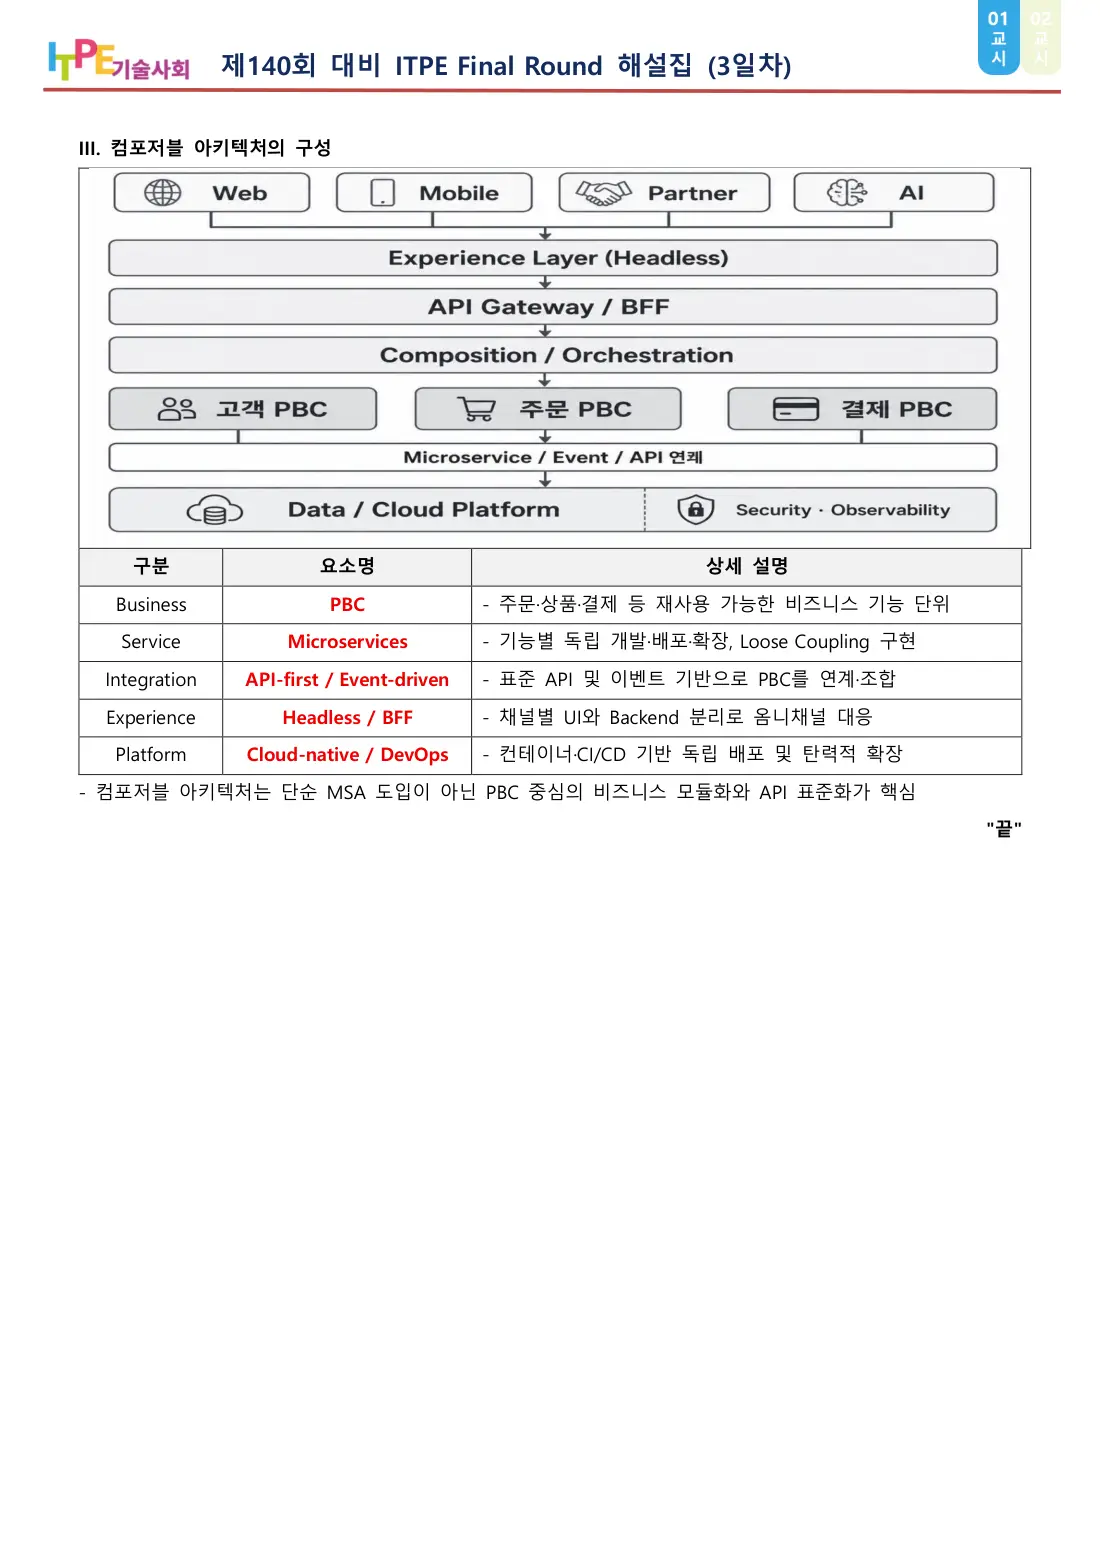 01
교
시
02
교
시
ITPE기술사회 제140회 대비 ITPE Final Round 해설집 (3일차)
III. 컴포저블 아키텍처의 구성
Web Mobile Partner AI
Experience Layer (Headless)
API Gateway / BFF
Composition / Orchestration
고객 PBC 주문 PBC 결제 PBC
Microservice / Event / API 연계
Data / Cloud Platform Security · Observability
구분 요소명 상세 설명
Business PBC - 주문·상품·결제 등 재사용 가능한 비즈니스 기능 단위
Service Microservices - 기능별 독립 개발·배포·확장, Loose Coupling 구현
Integration API-first / Event-driven - 표준 API 및 이벤트 기반으로 PBC를 연계·조합
Experience Headless / BFF - 채널별 UI와 Backend 분리로 옴니채널 대응
Platform Cloud-native / DevOps - 컨테이너·CI/CD 기반 독립 배포 및 탄력적 확장
- 컴포저블 아키텍처는 단순 MSA 도입이 아닌 PBC 중심의 비즈니스 모듈화와 API 표준화가 핵심
"끝"